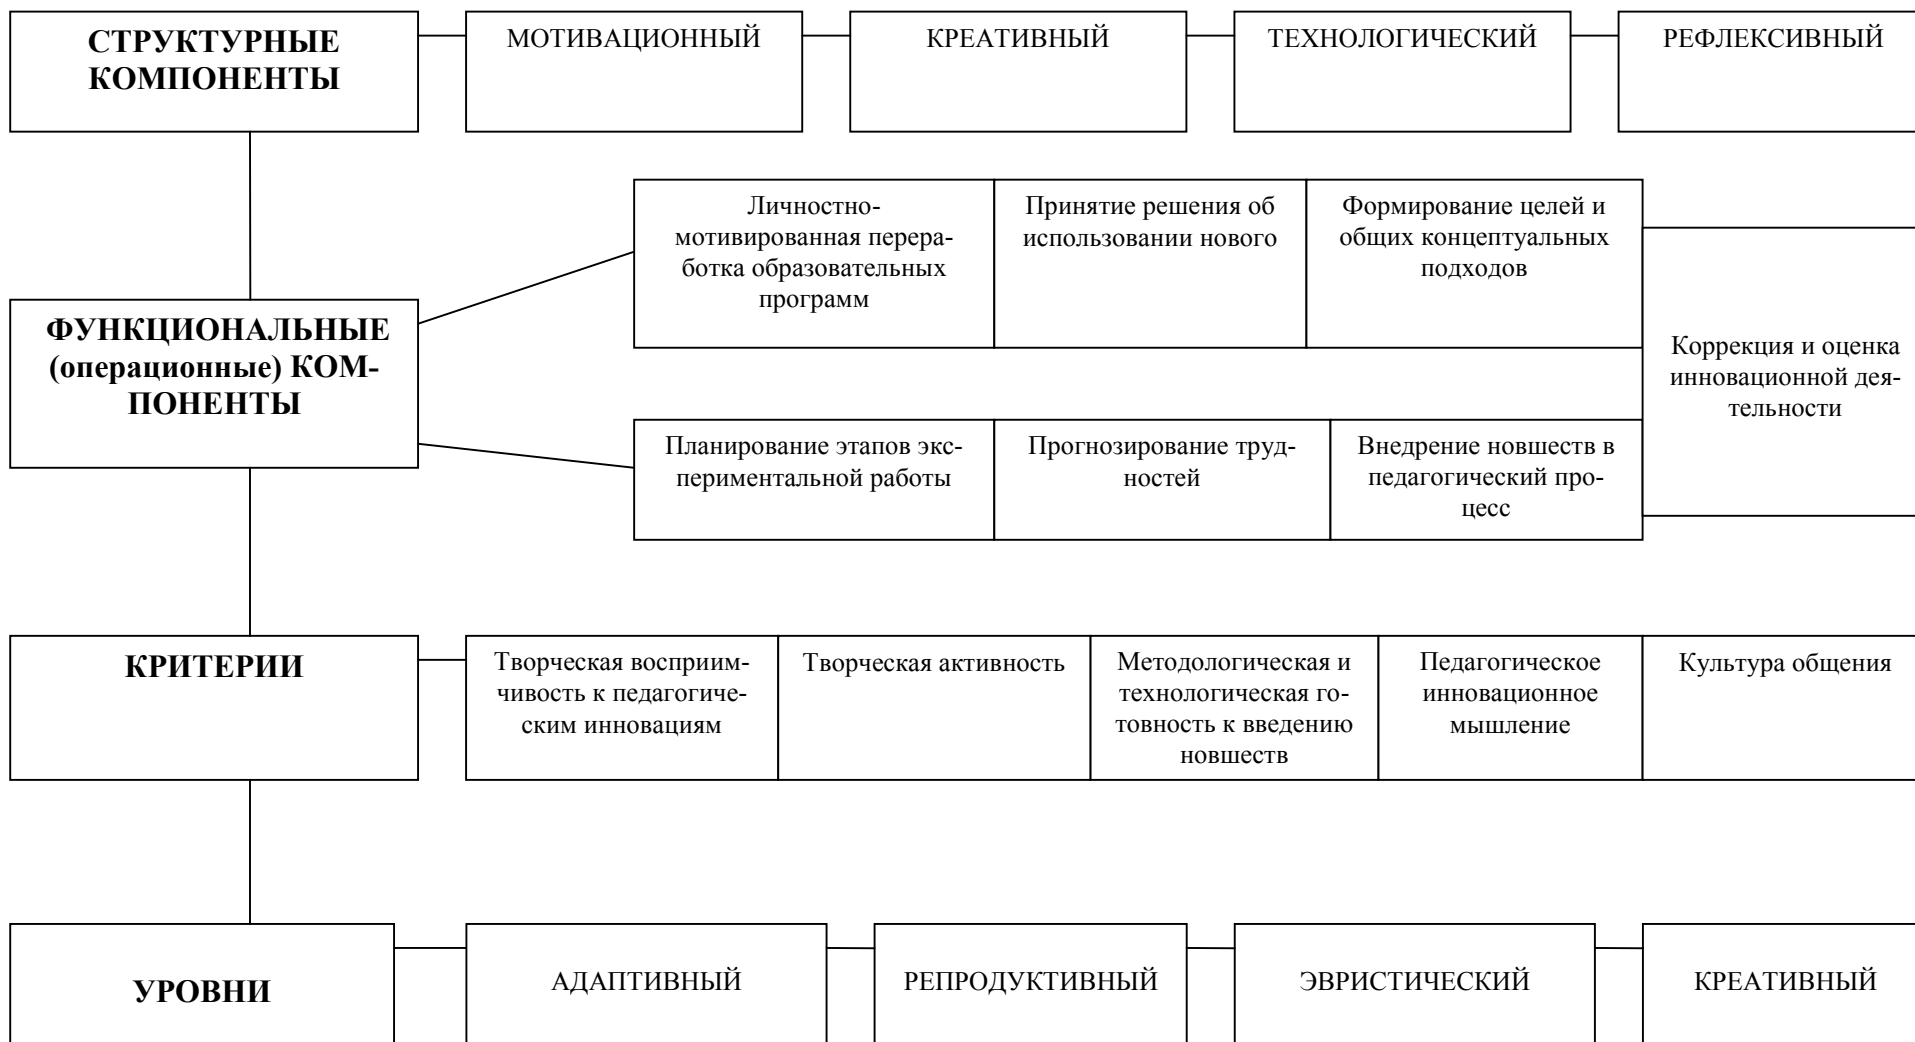 СТРУКТУРНЫЕ
КОМПОНЕНТЫ
МОТИВАЦИОННЫЙ
КРЕАТИВНЫЙ
ТЕХНОЛОГИЧЕСКИЙ
РЕФЛЕКСИВНЫЙ
ФУНКЦИОНАЛЬНЫЕ
(операционные) КОМ-
ПОНЕНТЫ
Личностно-
мотивированная перера-
ботка образовательных
программ
Принятие решения об
использовании нового
Формирование целей и
общих концептуальных
подходов
Планирование этапов экс-
периментальной работы
Прогнозирование труд-
ностей
Внедрение новшеств в
педагогический про-
цесс
Коррекция и оценка
инновационной дея-
тельности
КРИТЕРИИ
Творческая восприим-
чивость к педагогиче-
ским инновациям
Творческая активность
Методологическая и
технологическая го-
товность к введению
новшеств
Педагогическое
инновационное
мышление
Культура общения
УРОВНИ
АДАПТИВНЫЙ
РЕПРОДУКТИВНЫЙ
ЭВРИСТИЧЕСКИЙ
КРЕАТИВНЫЙ